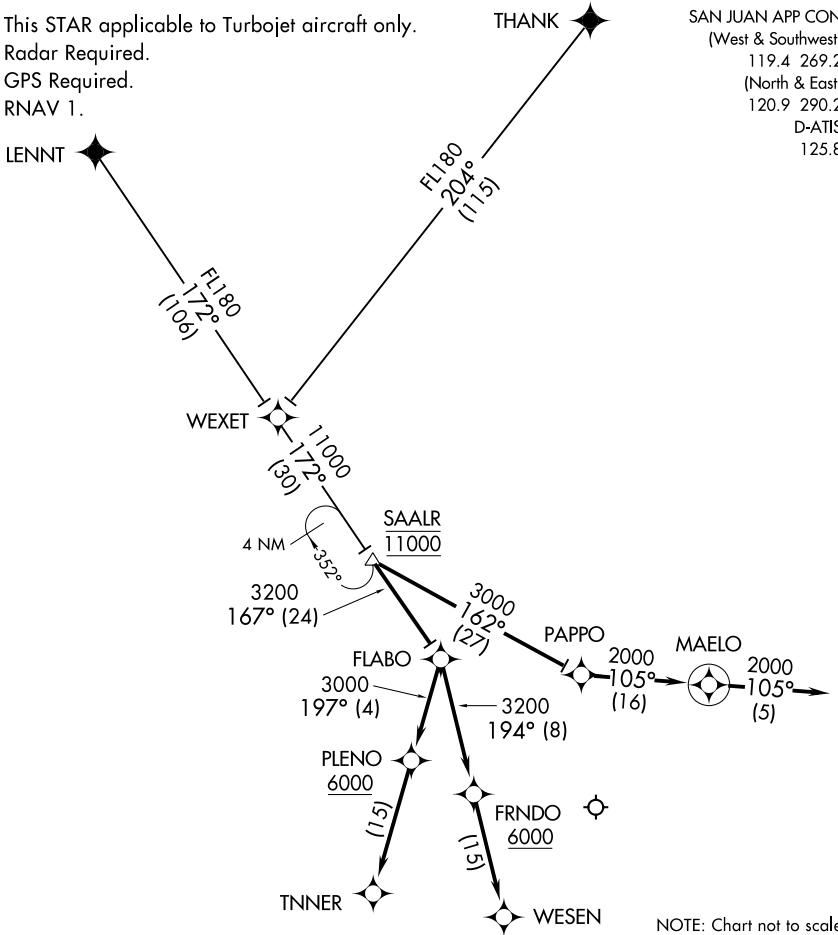 This STAR applicable to Turbojet aircraft only.
Radar Required.
GPS Required.
RNAV 1.
THANK
SAN JUAN APP CON
(West & Southwest
119.4 269.2
(North & East
120.9 290.2
D-ATIS
125.8
LENNT
FL180
204°
(115)
FL180
172°
(106)
WEXET
11000
172°
(30)
SAALR
11000
4 NM
352°
3200
167° (24)
3000
162°
(27)
PAPPO
MAELO
2000
105°
(16)
2000
105°
(5)
FLABO
3000
197° (4)
3200
194° (8)
PLENO
6000
FRNDO
6000
(15)
(15)
TNNER
WESEN
NOTE: Chart not to scale